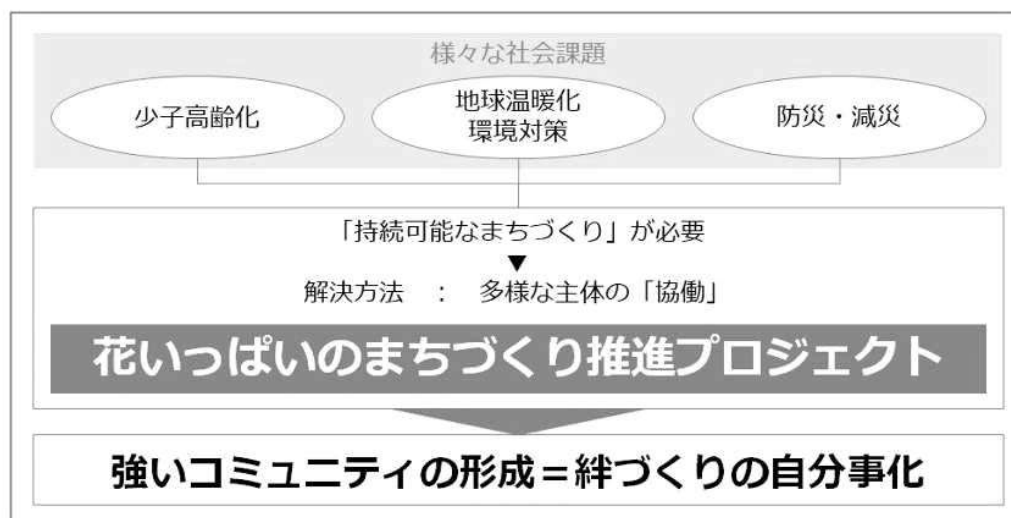 様々な社会課題
少子高齢化
地球温暖化
環境対策
防災・減災
「持続可能なまちづくり」が必要
▼
解決方法　：　多様な主体の「協働」
花いっぱいのまちづくり推進プロジェクト
強いコミュニティの形成＝絆づくりの自分事化